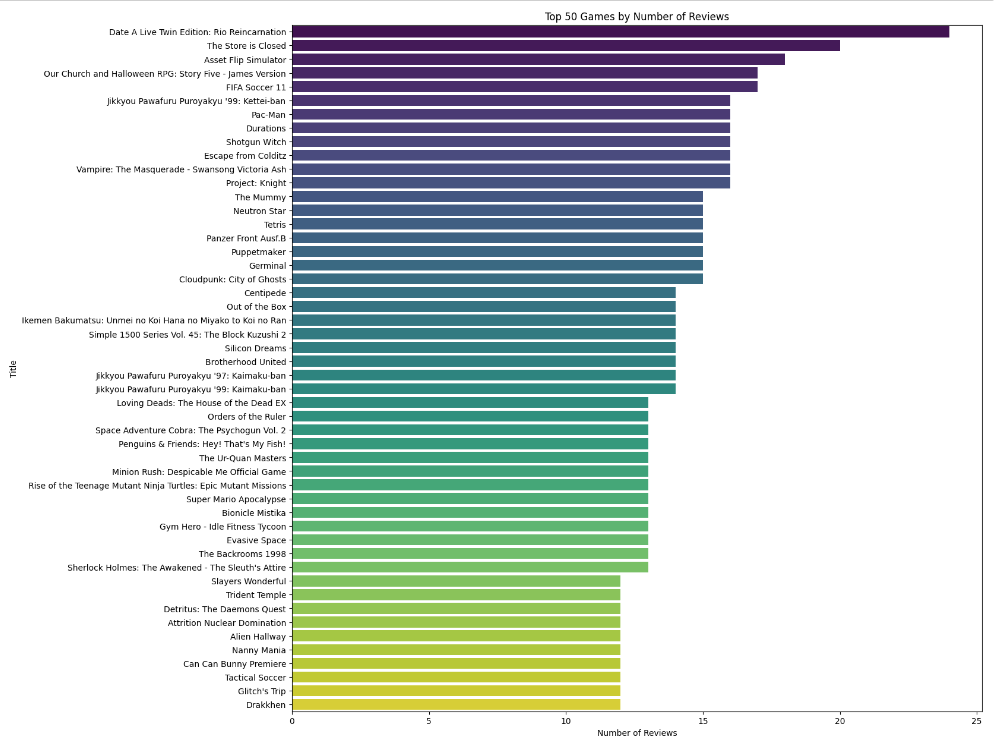 Top 50 Games by Number of Reviews
Date A Live Twin Edition: Rio Reincarnation
The Store is Closed
Asset Flip Simulator
Our Church and Halloween RPG: Story Five - James Version
FIFA Soccer 11
Jikkyou Pawafuru Puroyakyu '99: Kettei-ban
Pac-Man
Durations
Shotgun Witch
Escape from Colditz
Vampire: The Masquerade - Swansong Victoria Ash
Project: Knight
The Mummy
Neutron Star
Tetris
Panzer Front Ausf.B
Puppetmaker
Germinal
Cloudpunk: City of Ghosts
Centipede
Out of the Box
Ikemen Bakumatsu: Unmei no Koi Hana no Miyako to Koi no Ran
Simple 1500 Series Vol. 45: The Block Kuzushi 2
Silicon Dreams
Brotherhood United
Jikkyou Pawafuru Puroyakyu '97: Kaimaku-ban
Jikkyou Pawafuru Puroyakyu '99: Kaimaku-ban
Loving Deads: The House of the Dead EX
Orders of the Ruler
Space Adventure Cobra: The Psychogun Vol. 2
Penguins & Friends: Hey! That's My Fish!
The Ur-Quan Masters
Minion Rush: Despicable Me Official Game
Rise of the Teenage Mutant Ninja Turtles: Epic Mutant Missions
Super Mario Apocalypse
Bionicle Mistika
Gym Hero - Idle Fitness Tycoon
Evasive Space
The Backrooms 1998
Sherlock Holmes: The Awakened - The Sleuth's Attire
Slayers Wonderful
Trident Temple
Detritus: The Daemons Quest
Attrition Nuclear Domination
Alien Hallway
Nanny Mania
Can Can Bunny Premiere
Tactical Soccer
Glitch's Trip
Drakkhen
Title
0 5 10 15 20 25
Number of Reviews